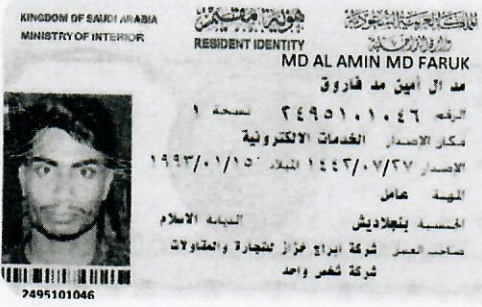 KINGDOM OF SAUDI ARABIA
MINISTRY OF INTERIOR
هوية مقيم
RESIDENT IDENTITY
المملكة العربية السعودية
وزارة الداخلية
MD AL AMIN MD FARUK
مد ال أمين مد فاروق
الرقم ٢٤٩٥١٠١٠٤٦ نسخة ١
مكان الاصدار الخدمات الالكترونية
الاصدار ١٤٤٢/٠٧/٢٧ الميلاد ١٩٩٣/٠١/١٥
المهنة عامل
الجنسية بنجلاديش الديانة الاسلام
صاحب العمل شركة ابراج فزاز للتجارة والمقاولات
شركة شخص واحد
2495101046